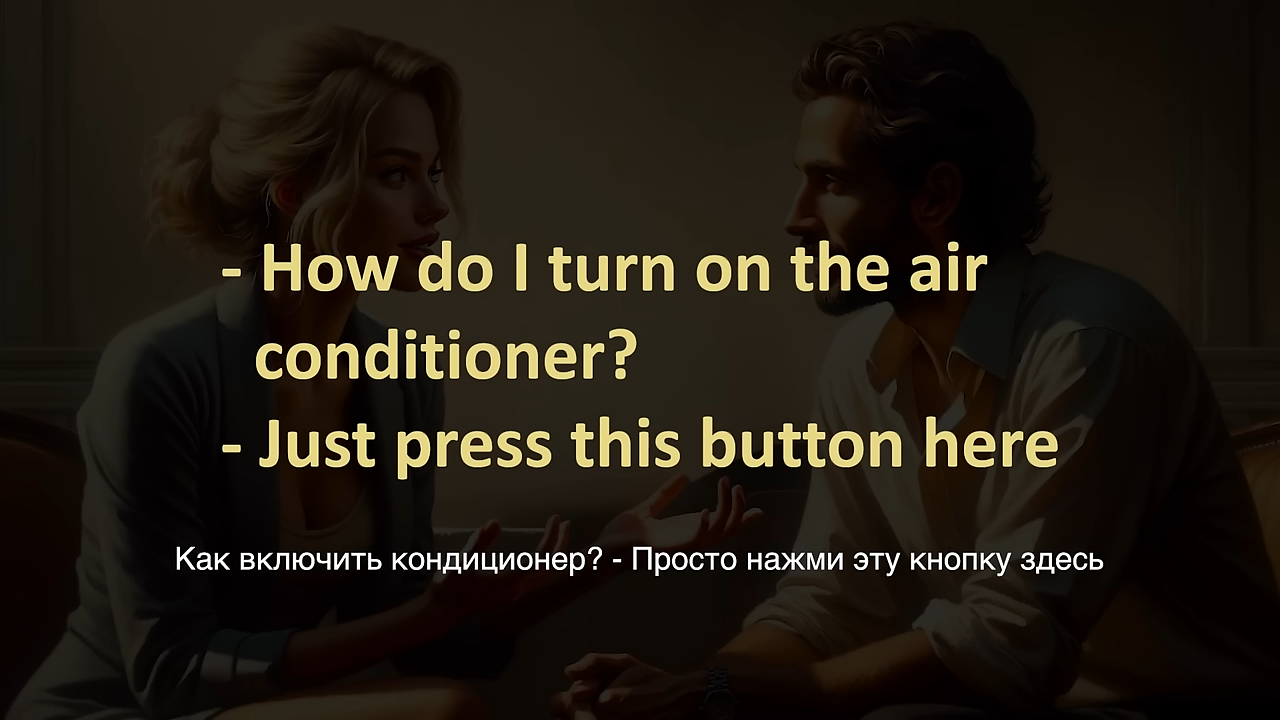 - How do I turn on the air
conditioner?
- Just press this button here
Как включить кондиционер? - Просто нажми эту кнопку здесь